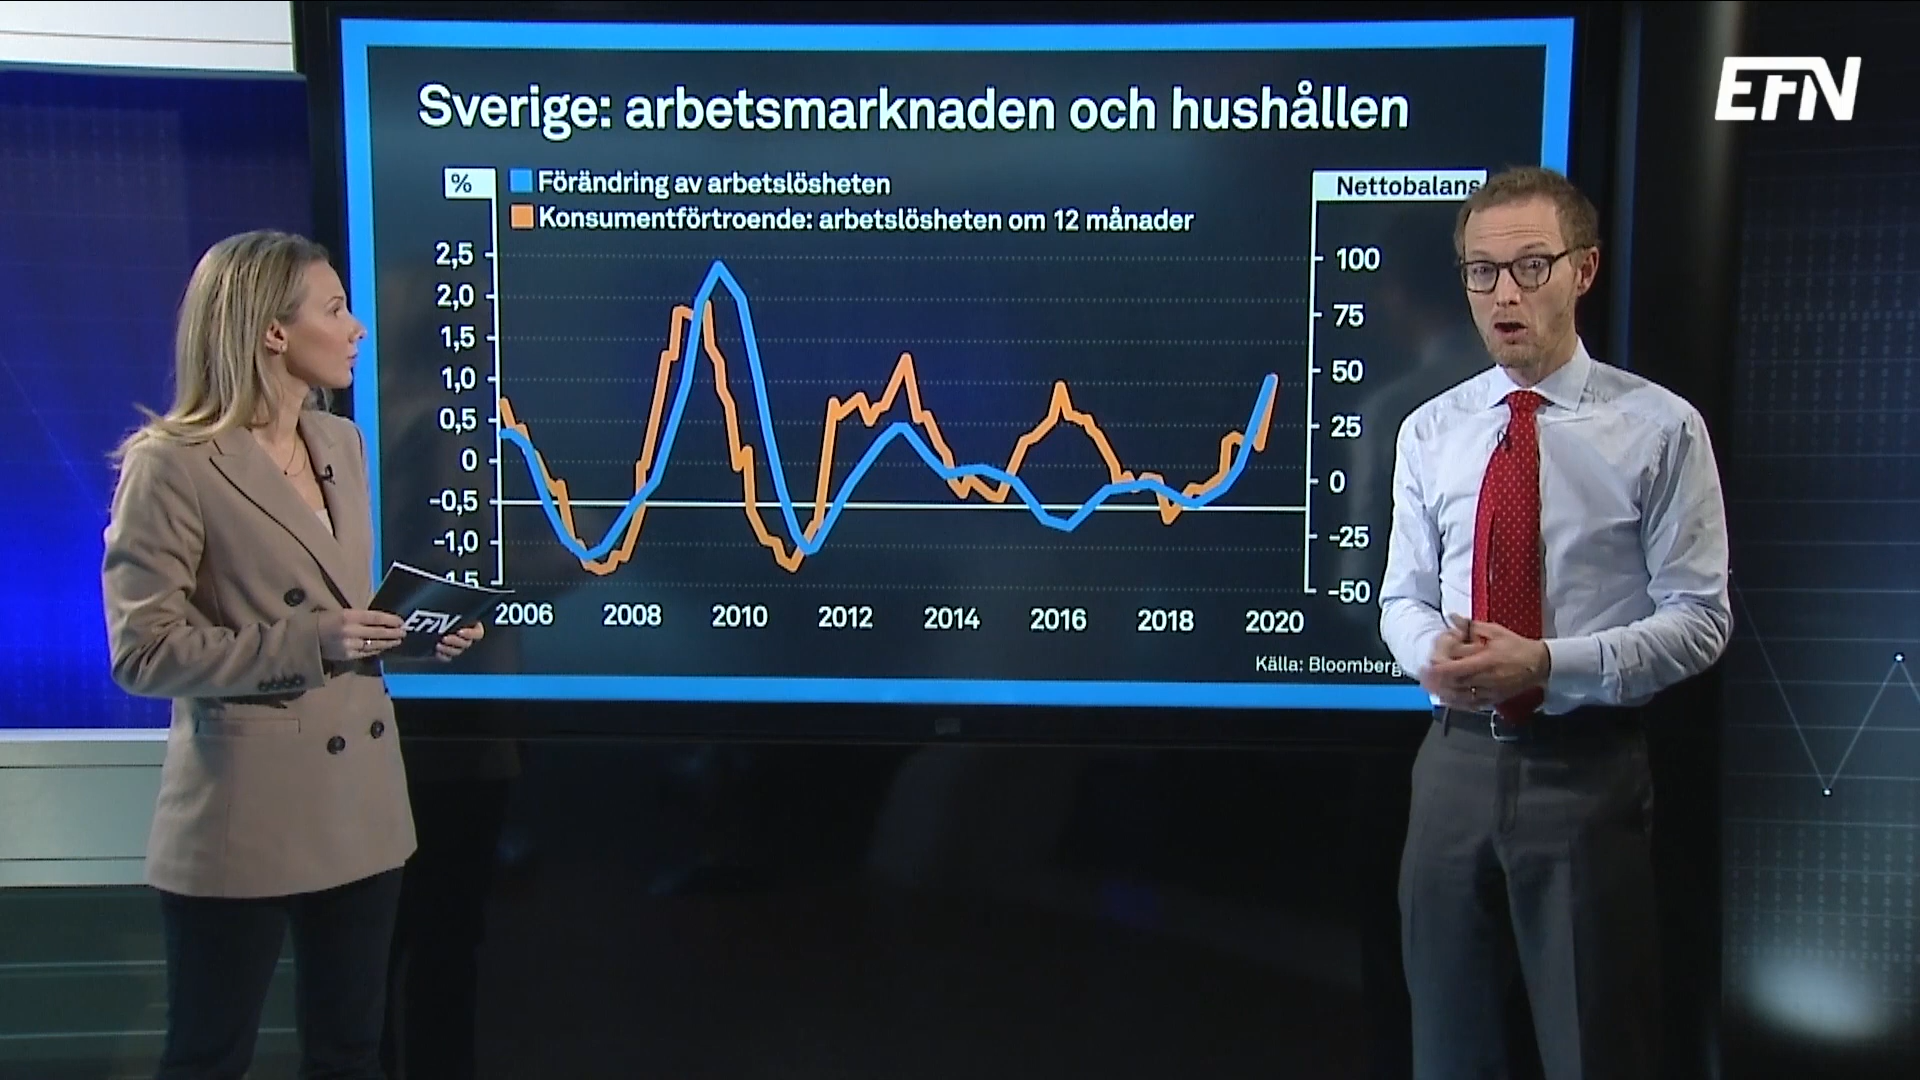 EFN
Sverige: arbetsmarknaden och hushållen
%
Förändring av arbetslösheten
Konsumentförtroende: arbetslösheten om 12 månader
Nettobalans
2,5
2,0
1,5
1,0
0,5
0
-0,5
-1,0
1,5
100
75
50
25
0
-25
-50
2006 2008 2010 2012 2014 2016 2018 2020
Källa: Bloomberg,
EFN